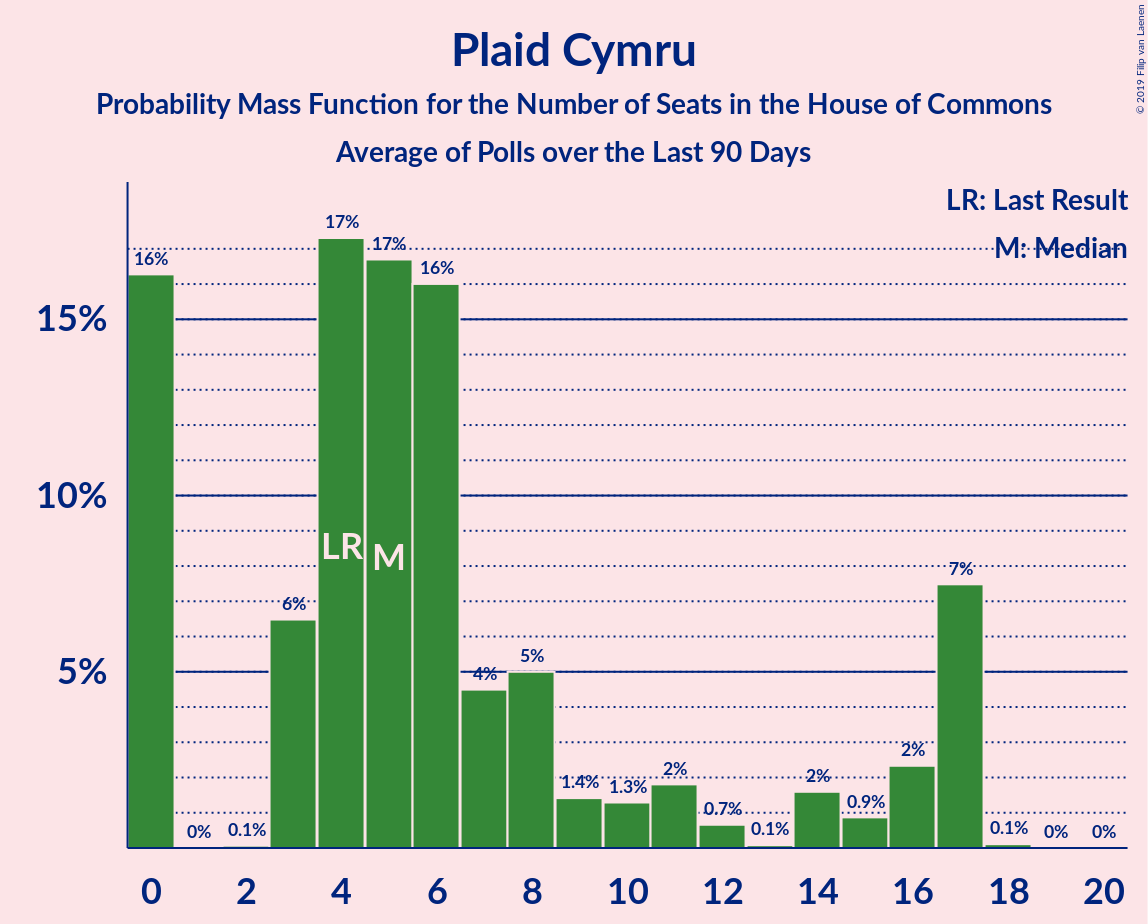 Plaid Cymru
Probability Mass Function for the Number of Seats in the House of Commons
Average of Polls over the Last 90 Days
© 2019 Filip van Laenen
LR: Last Result
M: Median
15%
10%
5%
16%
0%
0.1%
6%
17%
17%
16%
4%
5%
1.4%
1.3%
2%
0.7%
0.1%
2%
0.9%
2%
7%
0.1%
0%
0%
LR
M
0 2 4 6 8 10 12 14 16 18 20